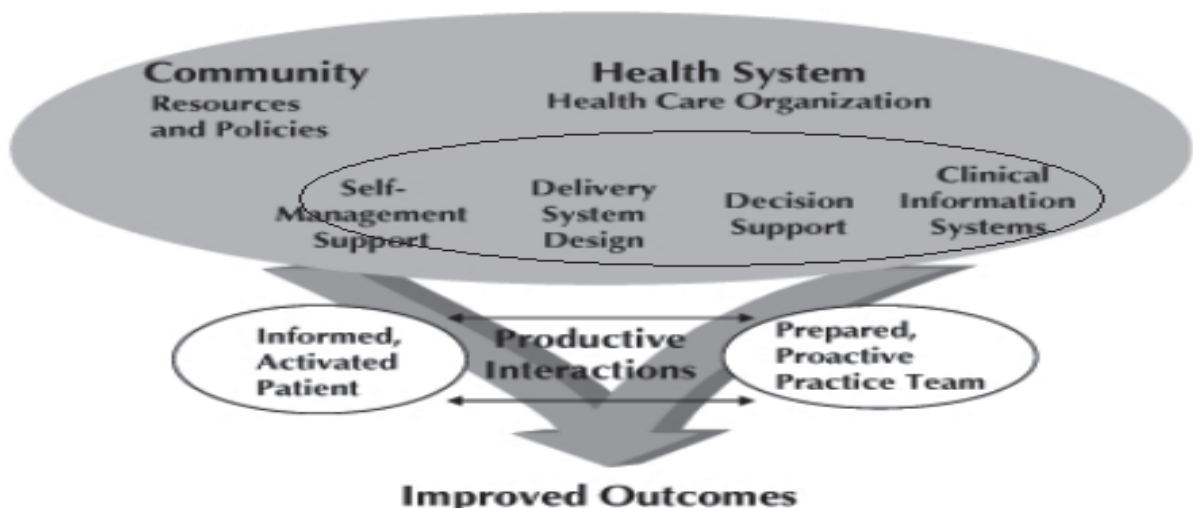 Community
Resources
and Policies
Health System
Health Care Organization
Self-
Management
Support
Delivery
System
Design
Decision
Support
Clinical
Information
Systems
Informed,
Activated
Patient
Productive
Interactions
Prepared,
Proactive
Practice Team
Improved Outcomes